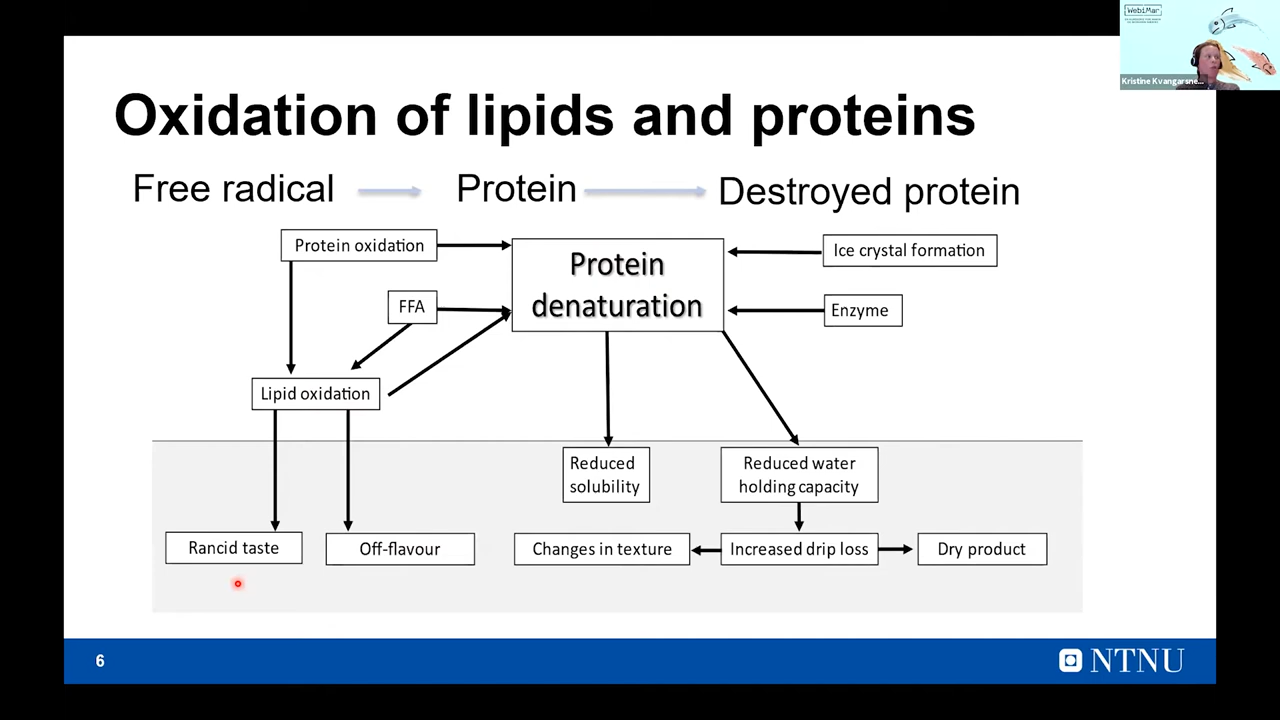 WebiMar
Kristine Kvangarsne...
Oxidation of lipids and proteins
Free radical
Protein
Destroyed protein
Protein oxidation
Protein
denaturation
Ice crystal formation
FFA
Enzyme
Lipid oxidation
Reduced
solubility
Reduced water
holding capacity
Rancid taste
Off-flavour
Changes in texture
Increased drip loss
Dry product
6
NTNU